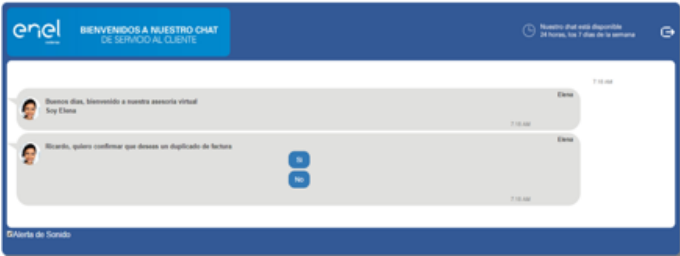 enel
BIENVENIDOS A NUESTRO CHAT
DE SERVICIO AL CLIENTE
Nuestro chat está disponible
24 horas, los 7 días de la semana
7:15 AM
Elena
Buenos días, bienvenido a nuestra asesoría virtual
Soy Elena
7:15 AM
Elena
Ricardo, quiero confirmar que deseas un duplicado de factura
Si
No
7:15 AM
Alerta de Sonido